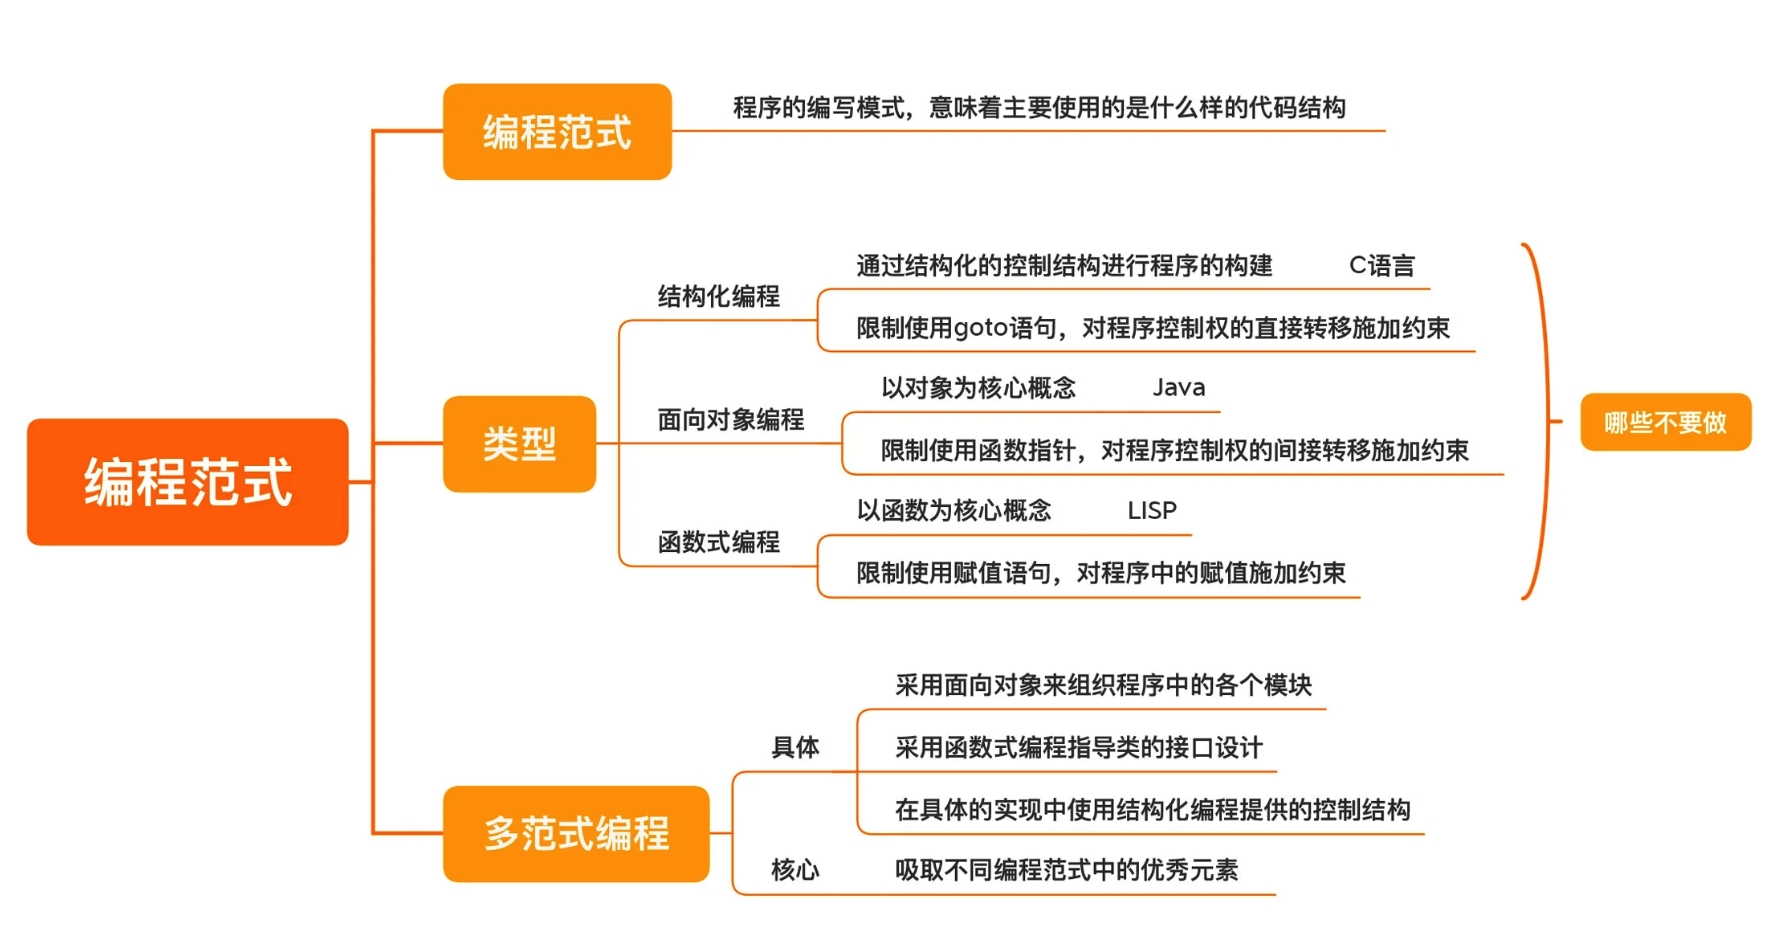 编程范式
编程范式
程序的编写模式，意味着主要使用的是什么样的代码结构
类型
结构化编程
通过结构化的控制结构进行程序的构建 C语言
限制使用goto语句，对程序控制权的直接转移施加约束
面向对象编程
以对象为核心概念 Java
限制使用函数指针，对程序控制权的间接转移施加约束
函数式编程
以函数为核心概念 LISP
限制使用赋值语句，对程序中的赋值施加约束
哪些不要做
多范式编程
具体
采用面向对象来组织程序中的各个模块
采用函数式编程指导类的接口设计
在具体的实现中使用结构化编程提供的控制结构
核心 吸取不同编程范式中的优秀元素